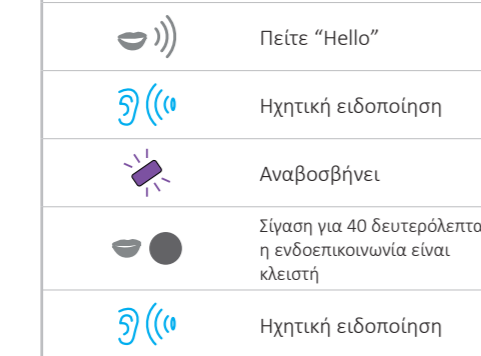 Πείτε “Hello”
Ηχητική ειδοποίηση
Αναβοσβήνει
Σίγαση για 40 δευτερόλεπτα
η ενδοεπικοινωνία είναι
κλειστή
Ηχητική ειδοποίηση